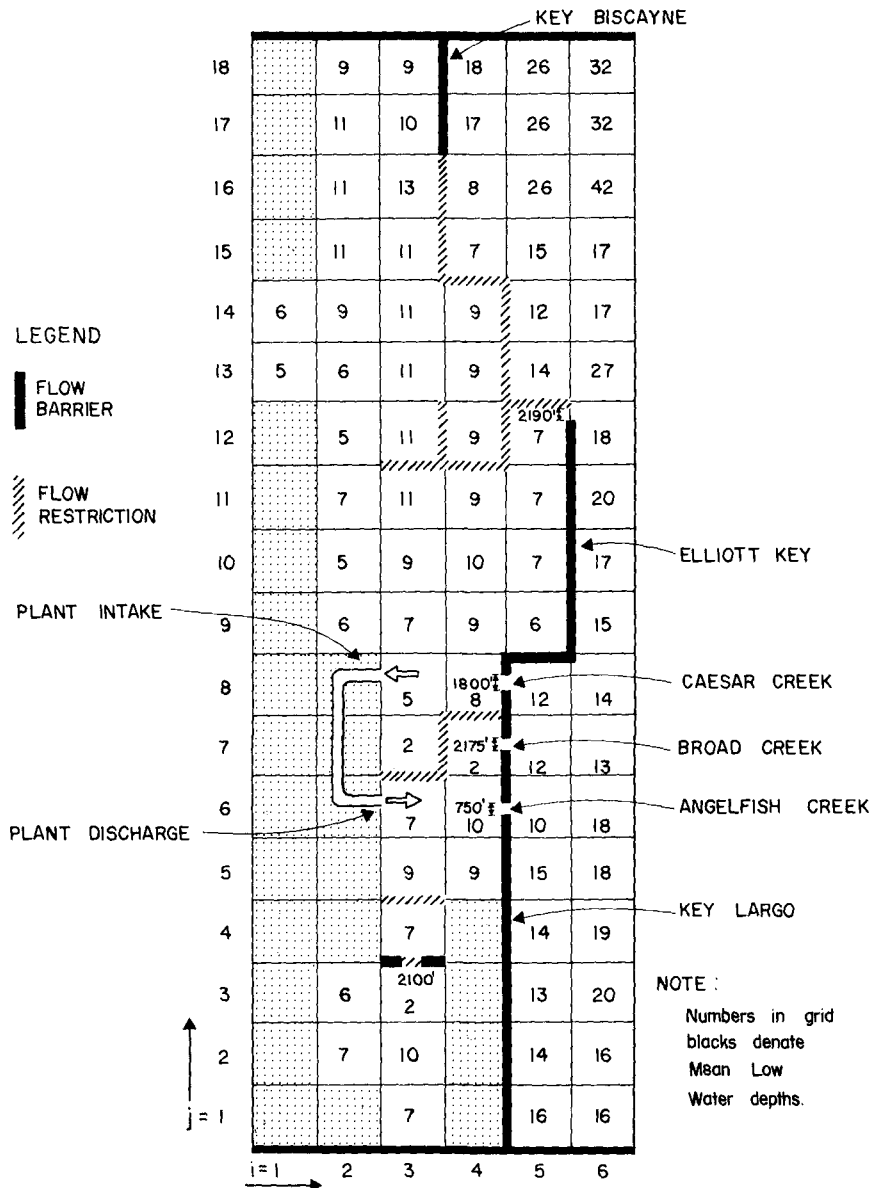 KEY BISCAYNE
18 9 9 18 26 32
17 11 10 17 26 32
16 11 13 8 26 42
15 11 11 7 15 17
14 6 9 11 9 12 17
LEGEND
FLOW
BARRIER
13 5 6 11 9 14 27
2190'
12 5 11 9 7 18
FLOW
RESTRICTION
11 7 11 9 7 20
10 5 9 10 7 17
ELLIOTT KEY
PLANT INTAKE
9 6 7 9 6 15
8 5 1800' 8 12 14
CAESAR CREEK
7 2 2175' 2 12 13
BROAD CREEK
6 7 750' 10 10 18
ANGELFISH CREEK
PLANT DISCHARGE
5 9 9 15 18
KEY LARGO
4 7 14 19
2100'
3 6 2 13 20
NOTE :
Numbers in grid
blacks denate
Mean Low
Water depths.
2 7 10 14 16
j = 1 7 16 16
i = 1 2 3 4 5 6